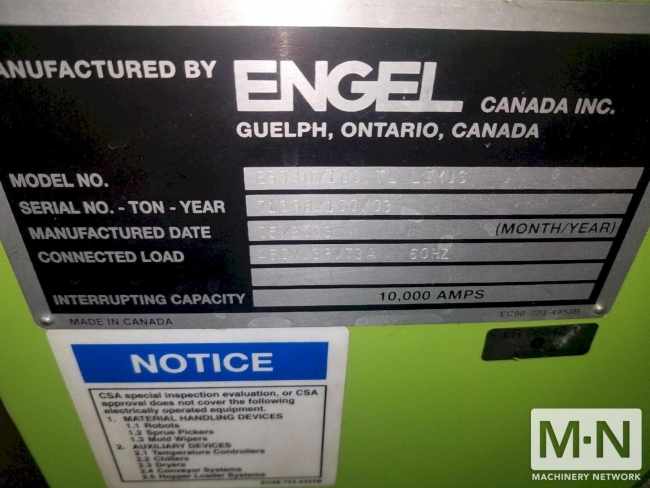 MANUFACTURED BY ENGEL CANADA INC.
GUELPH, ONTARIO, CANADA
MODEL NO.
SERIAL NO. - TON - YEAR
MANUFACTURED DATE (MONTH/YEAR)
CONNECTED LOAD 60HZ
INTERRUPTING CAPACITY 10,000 AMPS
MADE IN CANADA
NOTICE
CSA special inspection evaluation, or CSA
approval does not cover the following
electrically operated equipment.
1. MATERIAL HANDLING DEVICES
1.1 Robots
1.2 Sprue Pickers
1.3 Mold Wipers
2. AUXILIARY DEVICES
2.1 Temperature Controllers
2.2 Chillers
2.3 Dryers
2.4 Conveyor Systems
2.5 Hopper Loader Systems
M·N
MACHINERY NETWORK